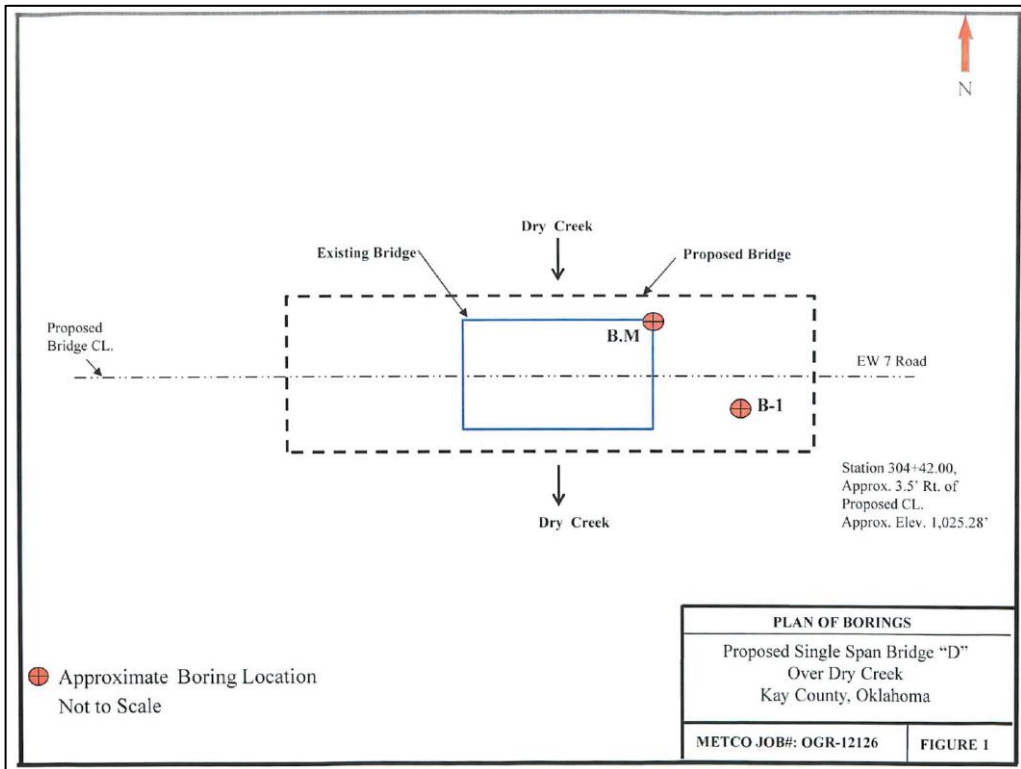 N
Dry Creek
Existing Bridge
Proposed Bridge
B.M
Proposed
Bridge CL.
EW 7 Road
B-1
Station 304+42.00,
Approx. 3.5' Rt. of
Proposed CL.
Approx. Elev. 1,025.28'
Dry Creek
PLAN OF BORINGS
Proposed Single Span Bridge “D”
Over Dry Creek
Kay County, Oklahoma
Approximate Boring Location
Not to Scale
METCO JOB#: OGR-12126
FIGURE 1